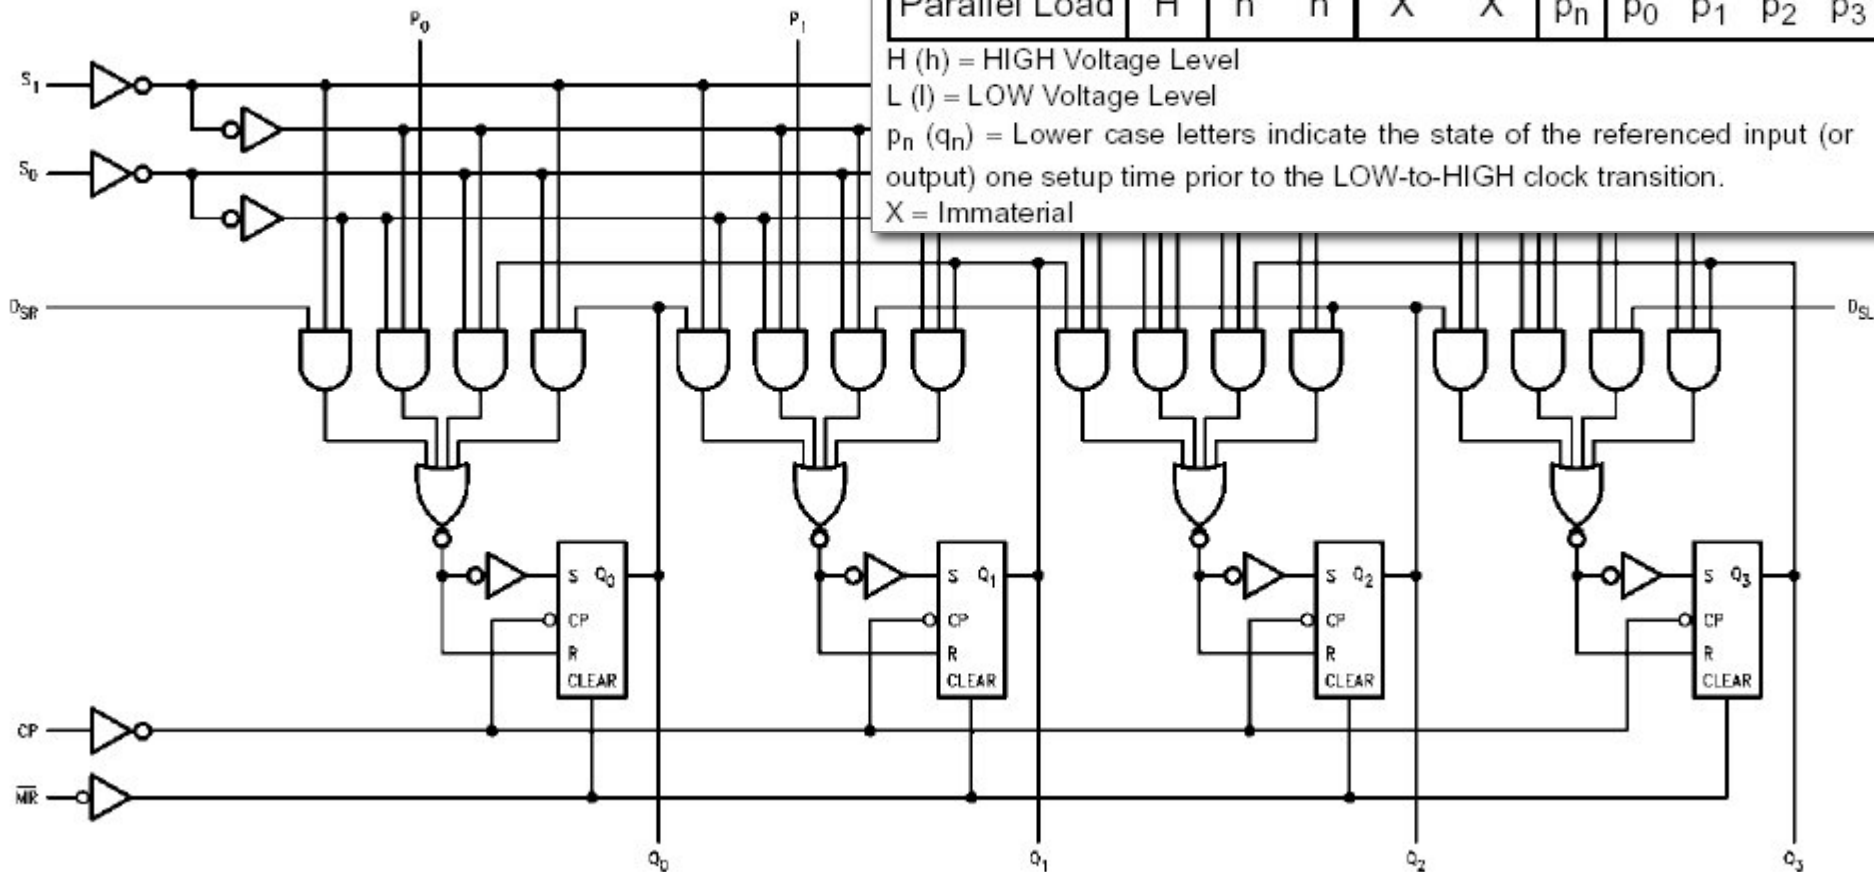 Parallel Load H h h X X pn p0 p1 p2 p3
H (h) = HIGH Voltage Level
L (l) = LOW Voltage Level
pn (qn) = Lower case letters indicate the state of the referenced input (or
output) one setup time prior to the LOW-to-HIGH clock transition.
X = Immaterial
P0 P1
S1
S0
DSR DSL
S Q0 S Q1 S Q2 S Q3
CP CP CP CP
R R R R
CLEAR CLEAR CLEAR CLEAR
CP
MR
Q0 Q1 Q2 Q3